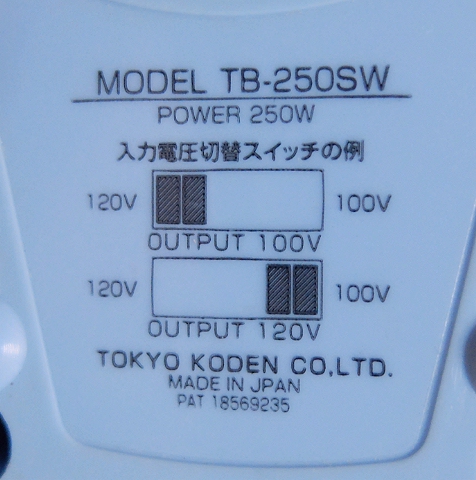 MODEL TB-250SW
POWER 250W
入力電圧切替スイッチの例
120V 100V
OUTPUT 100V
120V 100V
OUTPUT 120V
TOKYO KODEN CO,LTD.
MADE IN JAPAN
PAT 18569235